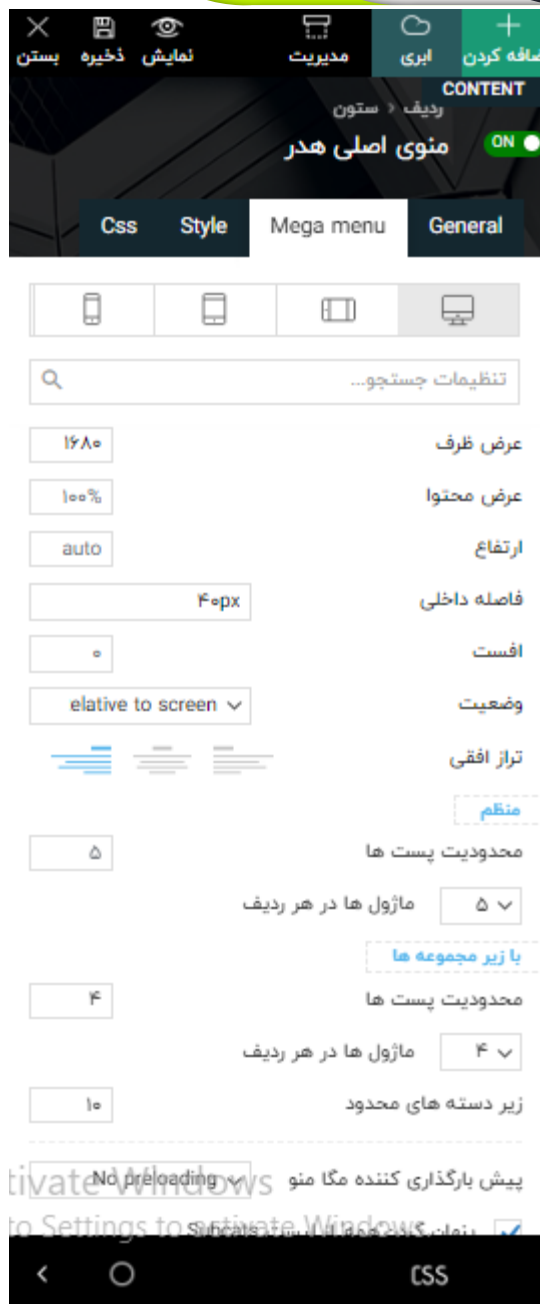 بستن ذخیره نمایش مدیریت ابری ضافه کردن
CONTENT
ردیف ‹ ستون
منوی اصلی هدر ON
Css Style Mega menu General
تنظیمات جستجو...
عرض ظرف ۱۶۸۰
عرض محتوا ۱۰۰%
ارتفاع auto
فاصله داخلی ۴۰px
افست ۰
وضعیت elative to screen
تراز افقی
منظم
محدودیت پست ها ۵
۵ ماژول ها در هر ردیف
با زیر مجموعه ها
محدودیت پست ها ۴
۴ ماژول ها در هر ردیف
زیر دسته های محدود ۱۰
پیش بارگذاری کننده مگا منو No preloading
tivate Windows
to Settings to activate Windows
CSS